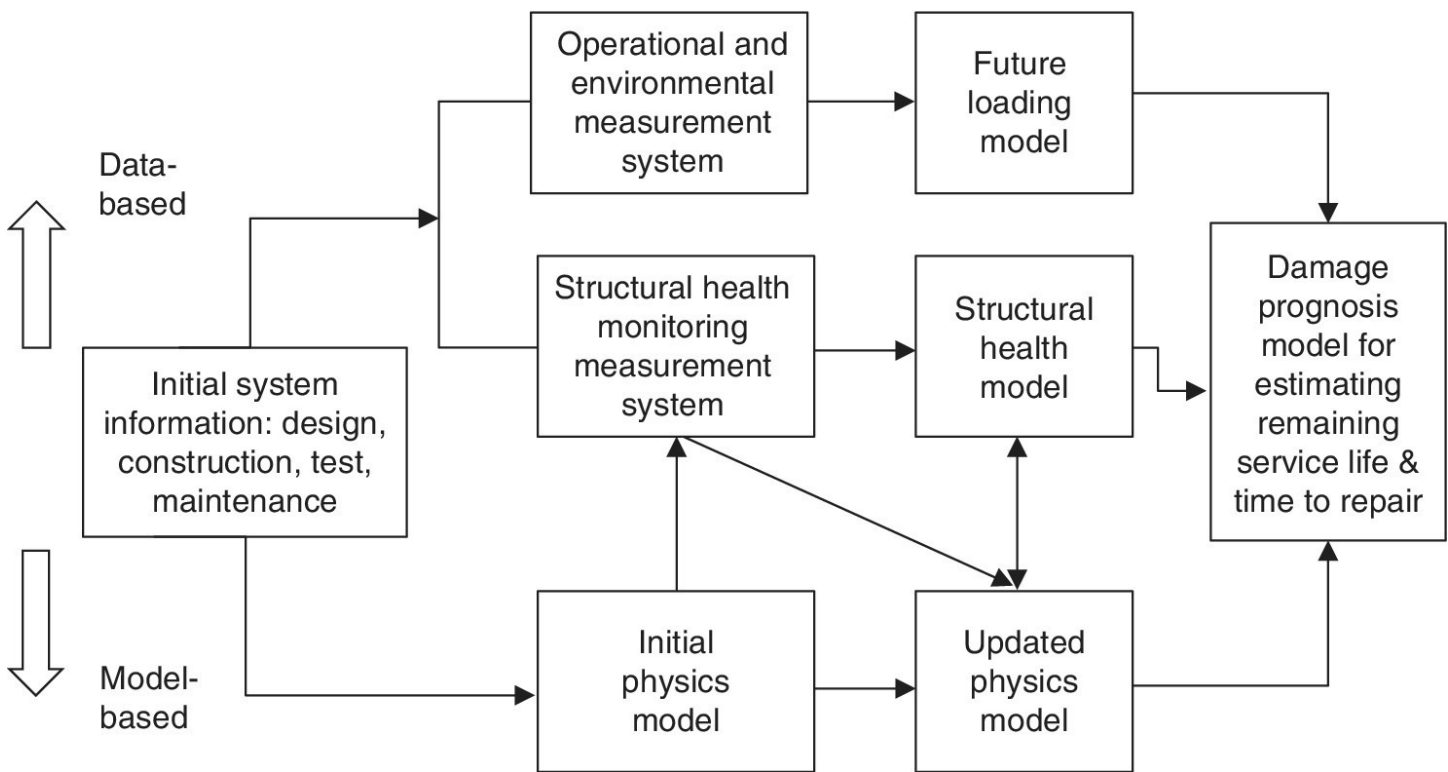 Operational and
environmental
measurement
system
Future
loading
model
Data-
based
Structural health
monitoring
measurement
system
Structural
health
model
Damage
prognosis
model for
estimating
remaining
service life &
time to repair
Initial system
information: design,
construction, test,
maintenance
Model-
based
Initial
physics
model
Updated
physics
model